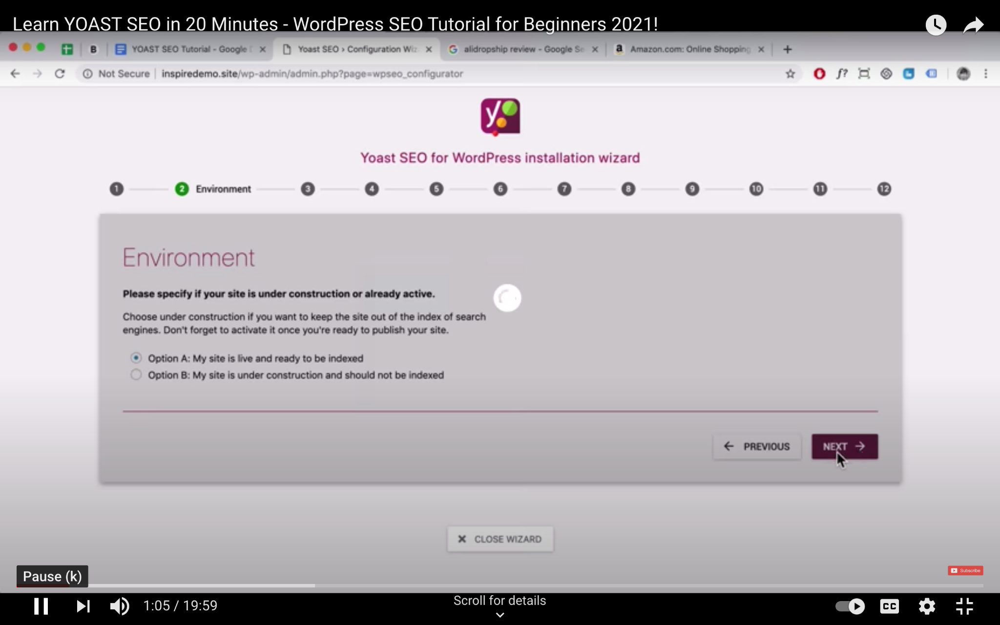 Learn YOAST SEO in 20 Minutes - WordPress SEO Tutorial for Beginners 2021!
B YOAST SEO Tutorial - Google Yoast SEO › Configuration Wiz alidropship review - Google Se Amazon.com: Online Shopping
Not Secure inspiredemo.site/wp-admin/admin.php?page=wpseo_configurator f?
y
Yoast SEO for WordPress installation wizard
1 2 Environment 3 4 5 6 7 8 9 10 11 12
Environment
Please specify if your site is under construction or already active.
Choose under construction if you want to keep the site out of the index of search
engines. Don't forget to activate it once you're ready to publish your site.
Option A: My site is live and ready to be indexed
Option B: My site is under construction and should not be indexed
PREVIOUS NEXT
CLOSE WIZARD
Subscribe
Pause (k)
1:05 / 19:59 Scroll for details CC